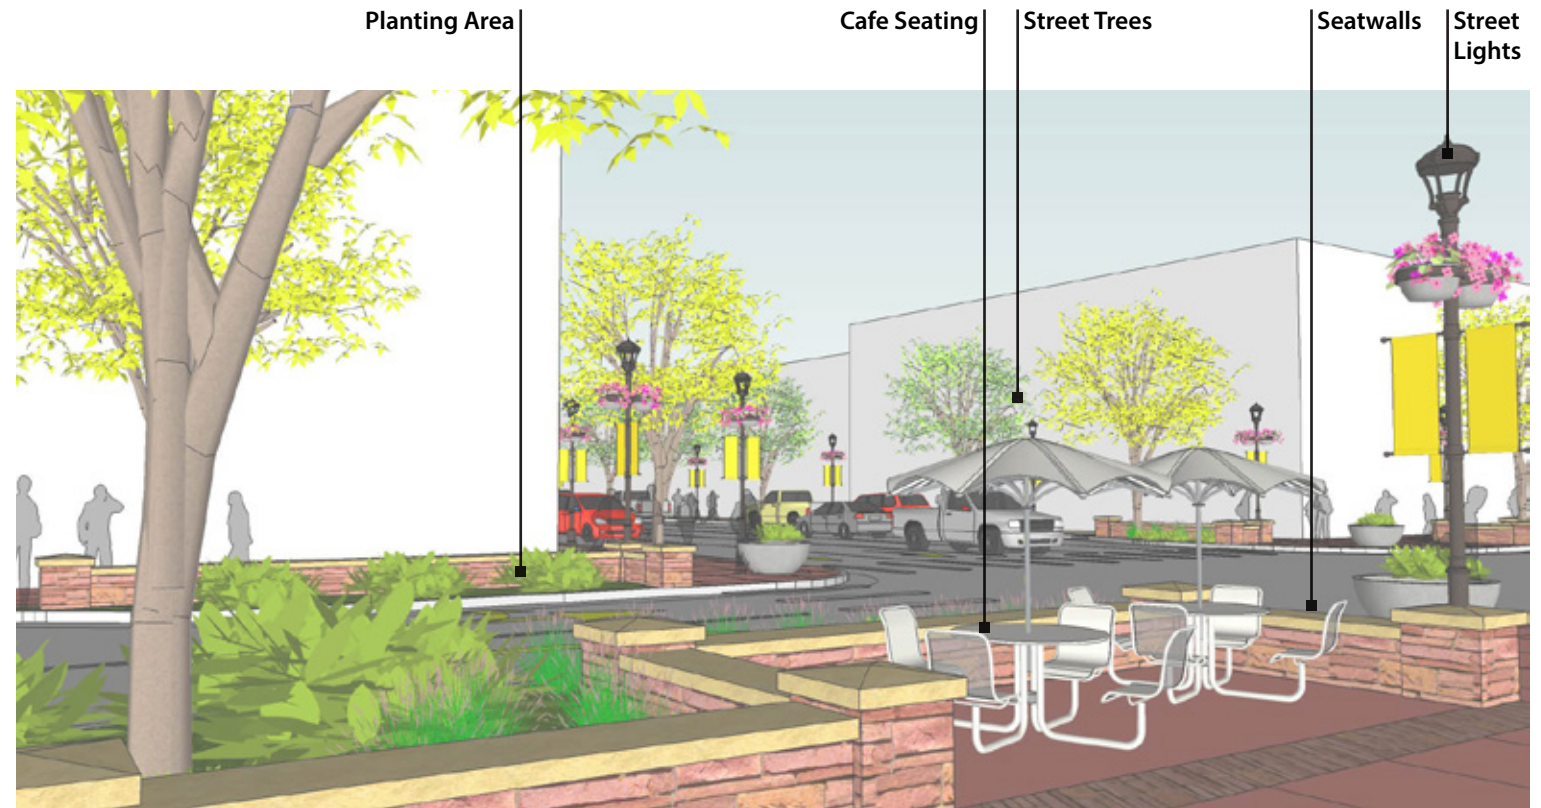 Planting Area
Cafe Seating
Street Trees
Seatwalls
Street
Lights